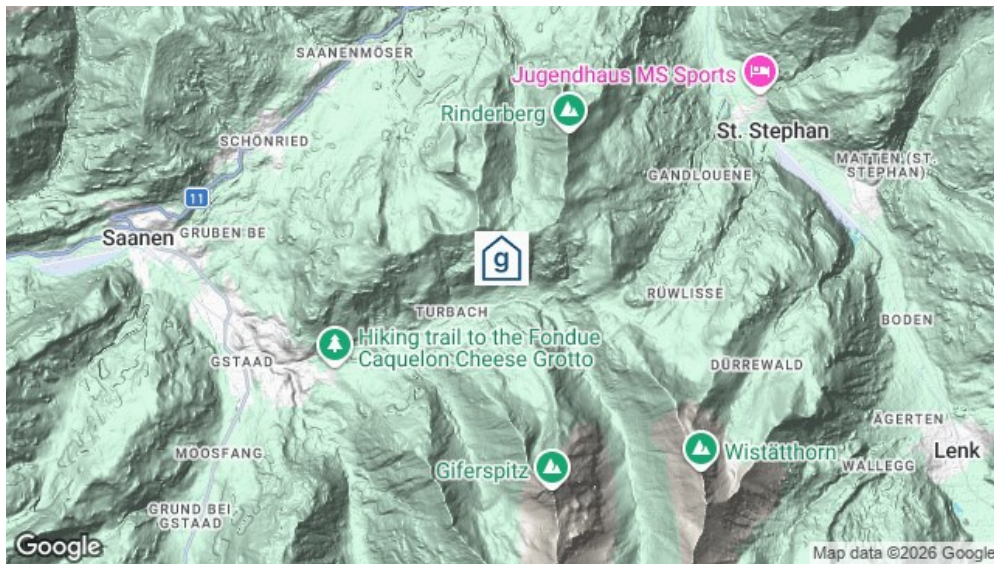 SAANENMÖSER
Jugendhaus MS Sports
Rinderberg
SCHÖNRIED
St. Stephan
MATTEN (ST.
STEPHAN)
GANDLOUENE
11
Saanen
GRUBEN BE
g
RÜWLISSE
TURBACH
BODEN
Hiking trail to the Fondue
Caquelon Cheese Grotto
GSTAAD
DÜRREWALD
ÄGERTEN
MOOSFANG
Giferspitz
Wistätthorn
Lenk
WALLEGG
GRUND BEI
GSTAAD
Google
Map data ©2026 Google